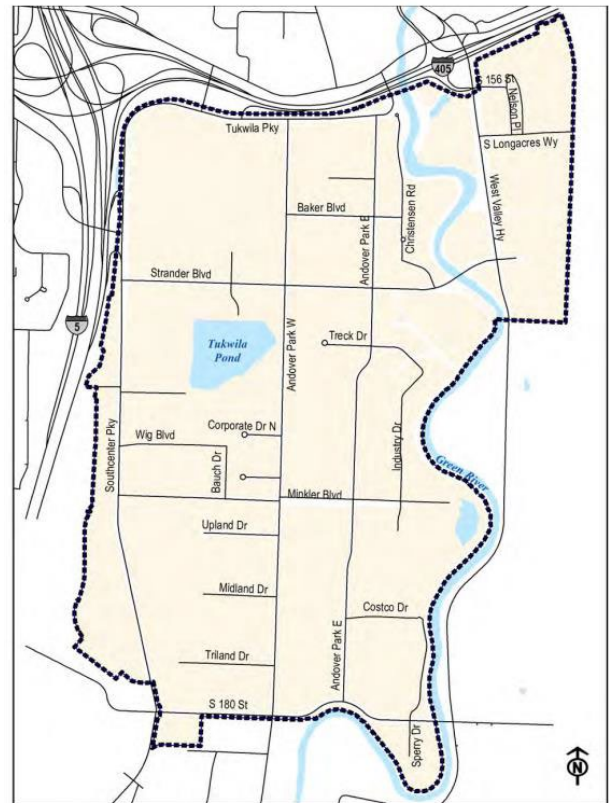 405
S 156 St
Nelson Pl
Tukwila Pky
S Longacres Wy
West Valley Hy
Christensen Rd
Baker Blvd
Andover Park E
Strander Blvd
5
Tukwila
Pond
Andover Park W
Treck Dr
Southcenter Pky
Corporate Dr N
Wig Blvd
Bauch Dr
Industry Dr
Green River
Minkler Blvd
Upland Dr
Midland Dr
Costco Dr
Triland Dr
Andover Park E
S 180 St
Sperry Dr
N